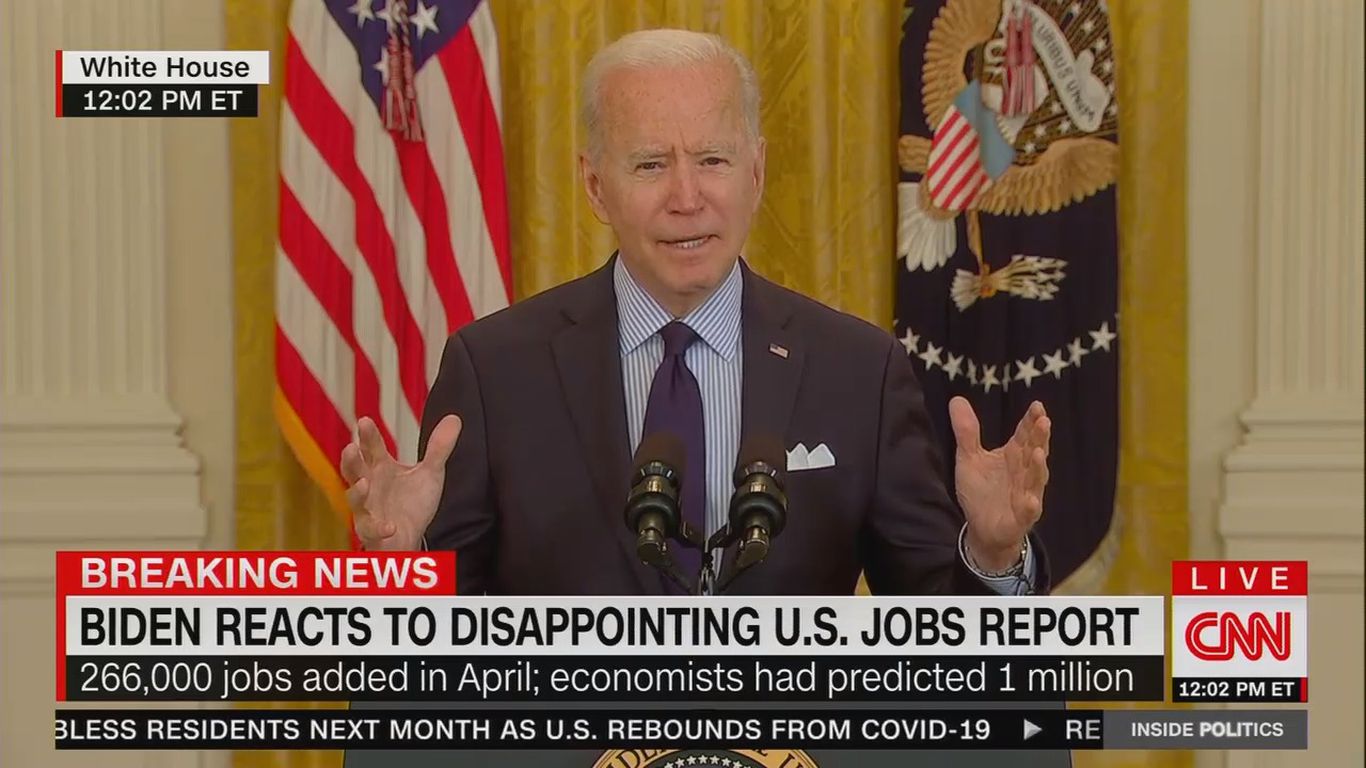 White House
12:02 PM ET
URIBUS UNUM
BREAKING NEWS
BIDEN REACTS TO DISAPPOINTING U.S. JOBS REPORT
266,000 jobs added in April; economists had predicted 1 million
LIVE
CNN
12:02 PM ET
BLESS RESIDENTS NEXT MONTH AS U.S. REBOUNDS FROM COVID-19 ▶ RE
INSIDE POLITICS